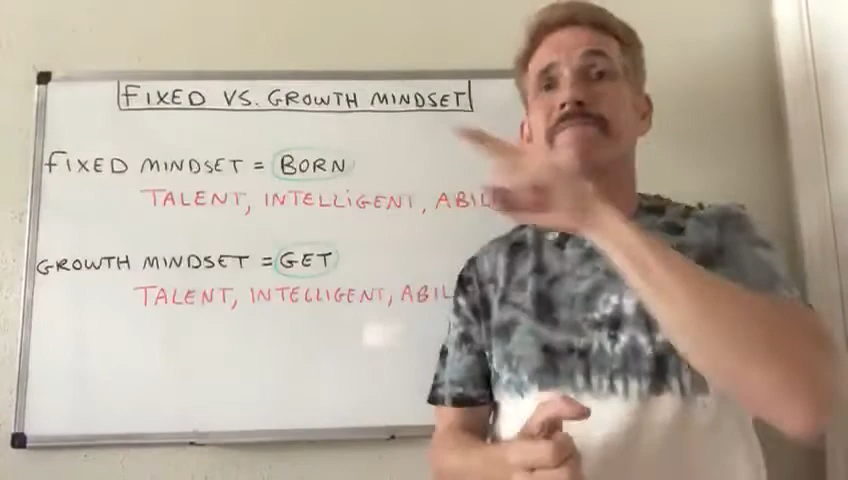 FIXED VS. GROWTH MINDSET
FIXED MINDSET = BORN
TALENT, INTELLIGENT, ABIL
GROWTH MINDSET = GET
TALENT, INTELLIGENT, ABIL